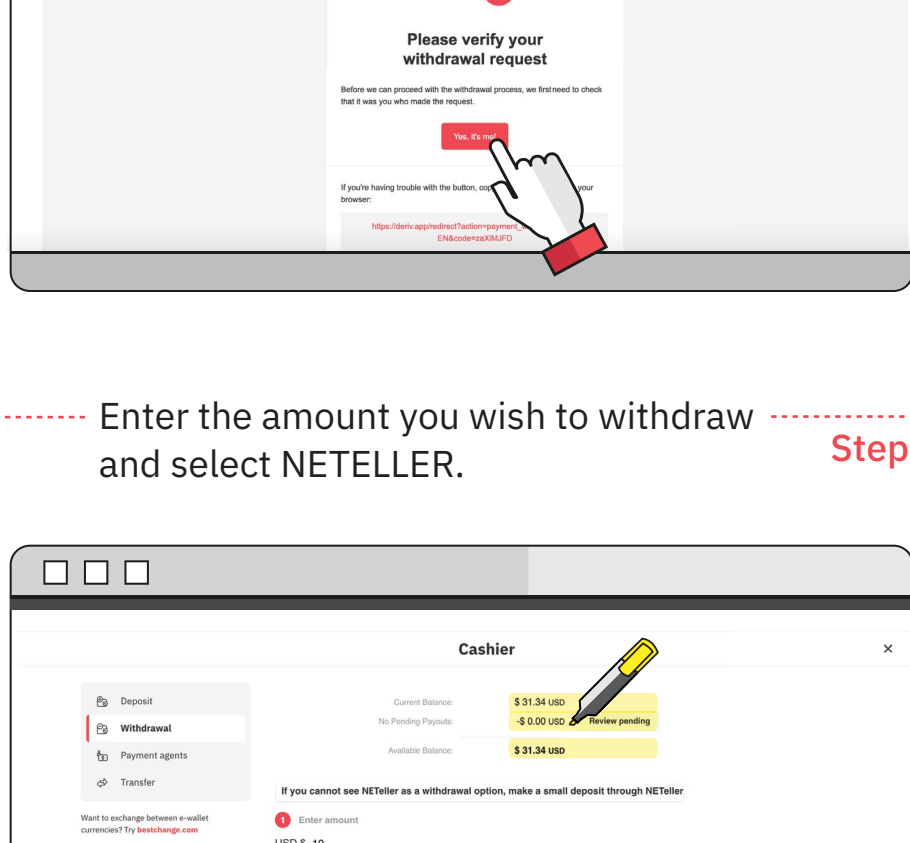 Please verify your
withdrawal request
Before we can proceed with the withdrawal process, we firstneed to check
that it was you who made the request.
Yes, it's me!
If you're having trouble with the button, your
browser:
https://deriv.app/redirect?action=payment_
EN&code=zaXiMJFD
Enter the amount you wish to withdraw
and select NETELLER.
Step
Cashier
×
Deposit
Withdrawal
Payment agents
Transfer
Want to exchange between e-wallet
currencies? Try bestchange.com
Current Balance: $ 31.34 USD
No Pending Payouts: -$ 0.00 USD Review pending
Available Balance: $ 31.34 USD
If you cannot see NETeller as a withdrawal option, make a small deposit through NETeller
1 Enter amount
USD $ 10